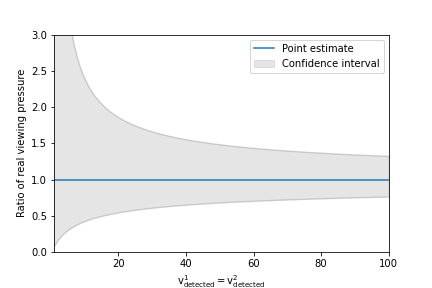 3.0
2.5
2.0
1.5
1.0
0.5
0.0
Ratio of real viewing pressure
Point estimate
Confidence interval
20 40 60 80 100
v¹detected = v²detected